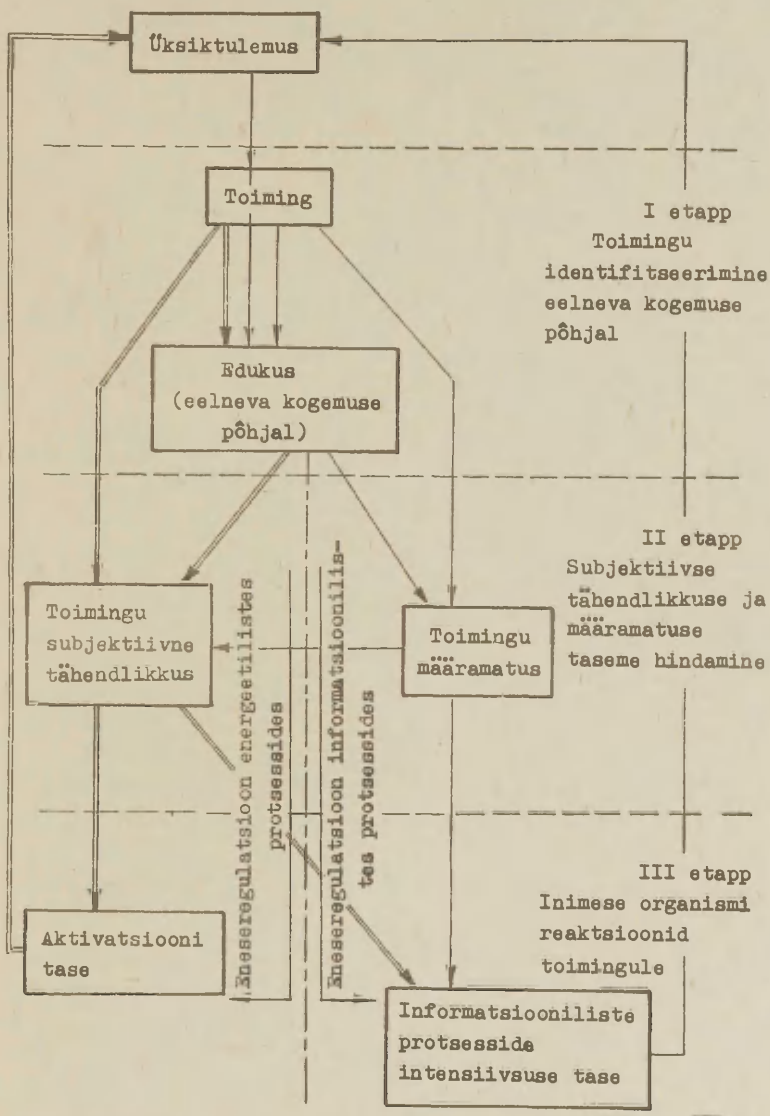 Üksiktulemus
Toiming
I etapp
Toimingu
identifitseerimine
eelneva kogemuse
põhjal
Edukus
(eelneva kogemuse
põhjal)
II etapp
Subjektiivse
tähendlikkuse ja
määramatuse
taseme hindamine
Toimingu
subjektiivne
tähendlikkus
Eneseregulatsioon energeetilistes
protsessides
Eneseregulatsioon informatsioonilis-
tes protsessides
Toimingu
määramatus
III etapp
Inimese organismi
reaktsioonid
toimingule
Aktivatsiooni
tase
Informatsiooniliste
protsesside
intensiivsuse tase